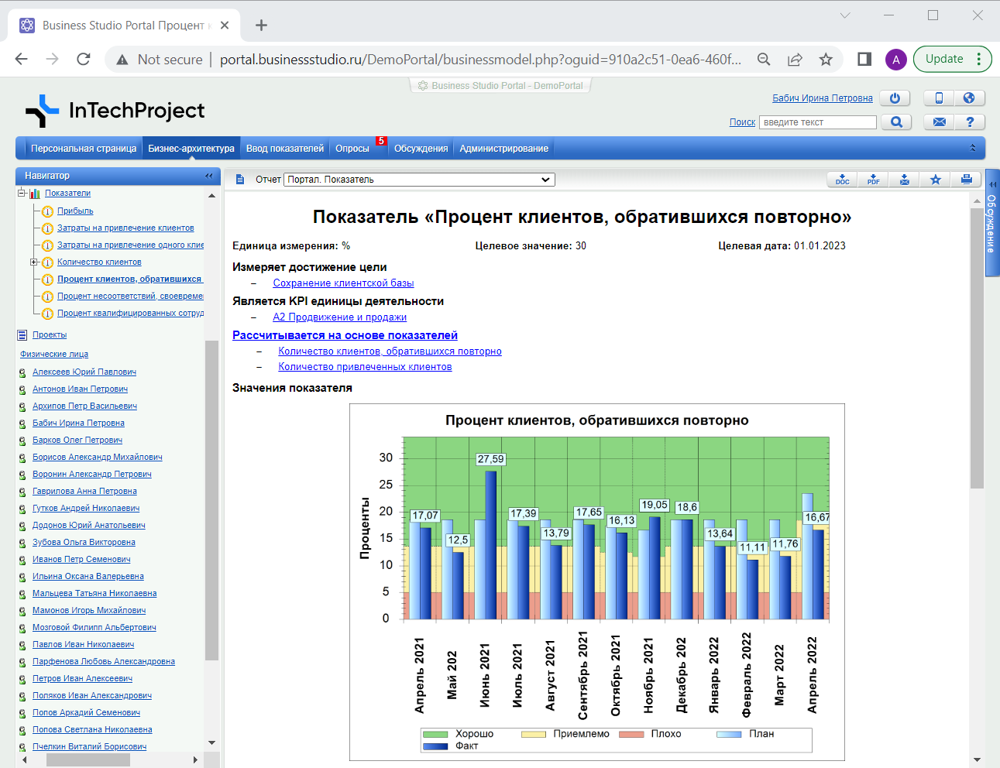 Business Studio Portal Процент к
Not secure
portal.businessstudio.ru/DemoPortal/businessmodel.php?oguid=910a2c51-0ea6-460f...
A
Update
Business Studio Portal - DemoPortal
InTechProject
Бабич Ирина Петровна
Поиск
введите текст
?
Персональная страница
Бизнес-архитектура
Ввод показателей
Опросы
5
Обсуждения
Администрирование
Навигатор
Показатели
Прибыль
Затраты на привлечение клиентов
Затраты на привлечение одного клие
Количество клиентов
Процент клиентов, обратившихся
Процент несоответствий, своевреме
Процент квалифицированных сотруд
Проекты
Физические лица
Алексеев Юрий Павлович
Антонов Иван Петрович
Архипов Петр Васильевич
Бабич Ирина Петровна
Барков Олег Петрович
Борисов Александр Михайлович
Воронин Александр Петрович
Гаврилова Анна Петровна
Гутков Андрей Николаевич
Додонов Юрий Анатольевич
Зубова Ольга Викторовна
Иванов Петр Семенович
Ильина Оксана Валерьевна
Мальцева Татьяна Николаевна
Мамонов Игорь Михайлович
Мозговой Филипп Альбертович
Павлов Иван Николаевич
Парфенова Любовь Александровна
Петров Иван Алексеевич
Поляков Иван Александрович
Попов Аркадий Семенович
Попова Светлана Николаевна
Пчелкин Виталий Борисович
Отчет
Портал. Показатель
DOC
PDF
Обсуждение
Показатель «Процент клиентов, обратившихся повторно»
Единица измерения: %
Целевое значение: 30
Целевая дата: 01.01.2023
Измеряет достижение цели
– Сохранение клиентской базы
Является KPI единицы деятельности
– А2 Продвижение и продажи
Рассчитывается на основе показателей
– Количество клиентов, обратившихся повторно
– Количество привлеченных клиентов
Значения показателя
Процент клиентов, обратившихся повторно
Проценты
30
25
20
15
10
5
0
17,07
12,5
27,59
17,39
13,79
17,65
16,13
19,05
18,6
13,64
11,11
11,76
16,67
Апрель 2021
Май 202
Июнь 2021
Июль 2021
Август 2021
Сентябрь 2021
Октябрь 2021
Ноябрь 2021
Декабрь 202
Январь 2022
Февраль 2022
Март 2022
Апрель 2022
Хорошо
Приемлемо
Плохо
План
Факт